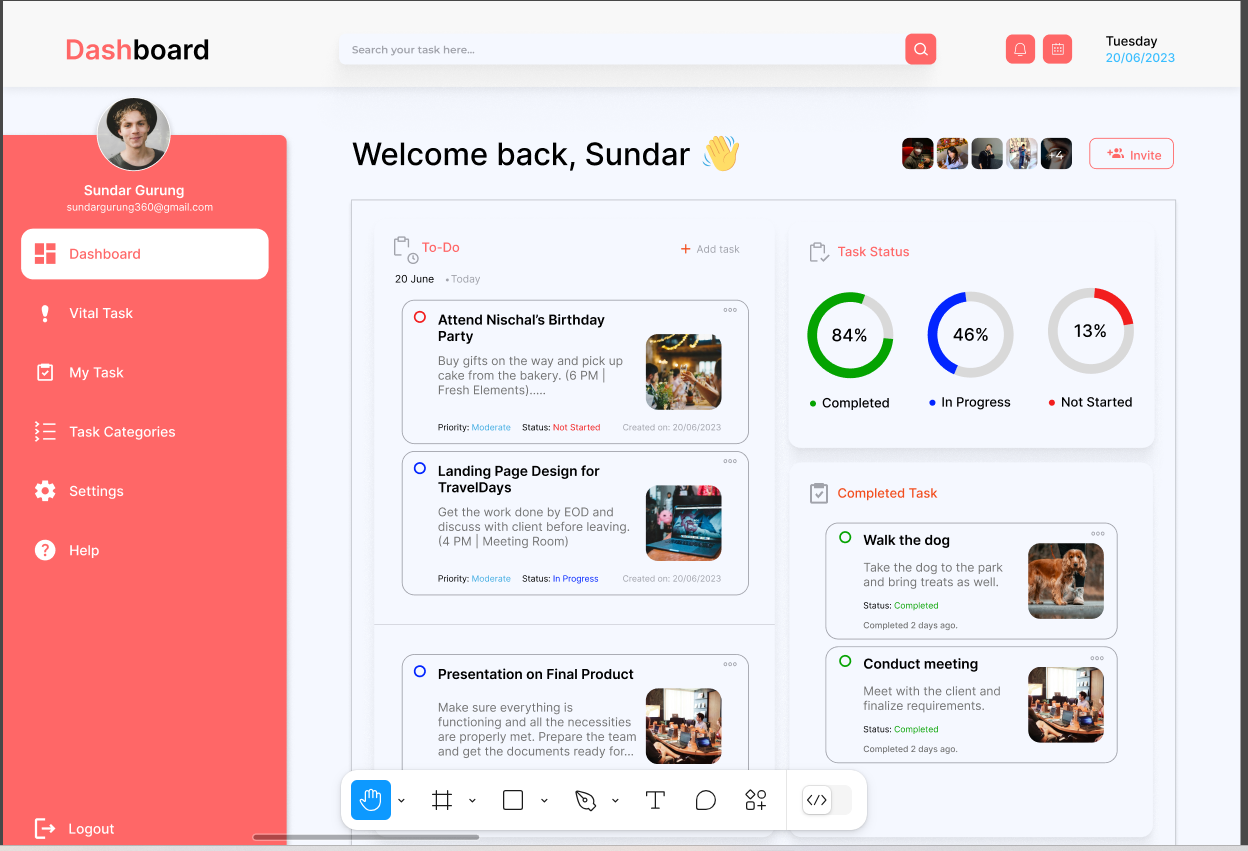 Dashboard
Search your task here...
Tuesday
20/06/2023
Sundar Gurung
sundargurung360@gmail.com
Dashboard
Vital Task
My Task
Task Categories
Settings
Help
Logout
Welcome back, Sundar 👋
+4
Invite
To-Do
+ Add task
20 June • Today
Attend Nischal’s Birthday
Party
Buy gifts on the way and pick up
cake from the bakery. (6 PM |
Fresh Elements).....
Priority: Moderate Status: Not Started Created on: 20/06/2023
Landing Page Design for
TravelDays
Get the work done by EOD and
discuss with client before leaving.
(4 PM | Meeting Room)
Priority: Moderate Status: In Progress Created on: 20/06/2023
Presentation on Final Product
Make sure everything is
functioning and all the necessities
are properly met. Prepare the team
and get the documents ready for...
Task Status
84% 46% 13%
• Completed • In Progress • Not Started
Completed Task
Walk the dog
Take the dog to the park
and bring treats as well.
Status: Completed
Completed 2 days ago.
Conduct meeting
Meet with the client and
finalize requirements.
Status: Completed
Completed 2 days ago.